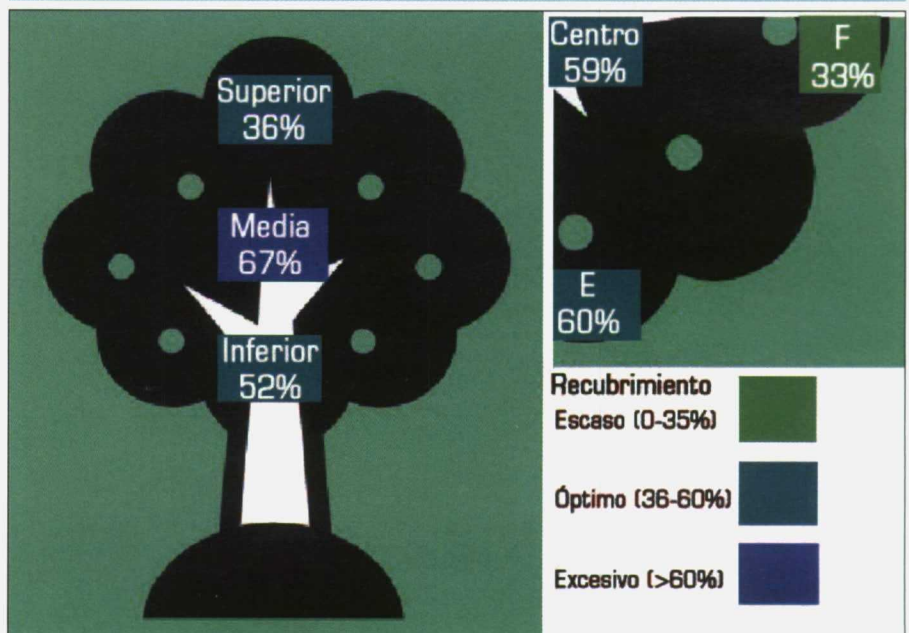 Superior
36%
Media
67%
Inferior
52%
Centro
59%
F
33%
E
60%
Recubrimiento
Escaso (0-35%)
Óptimo (36-60%)
Excesivo (>60%)